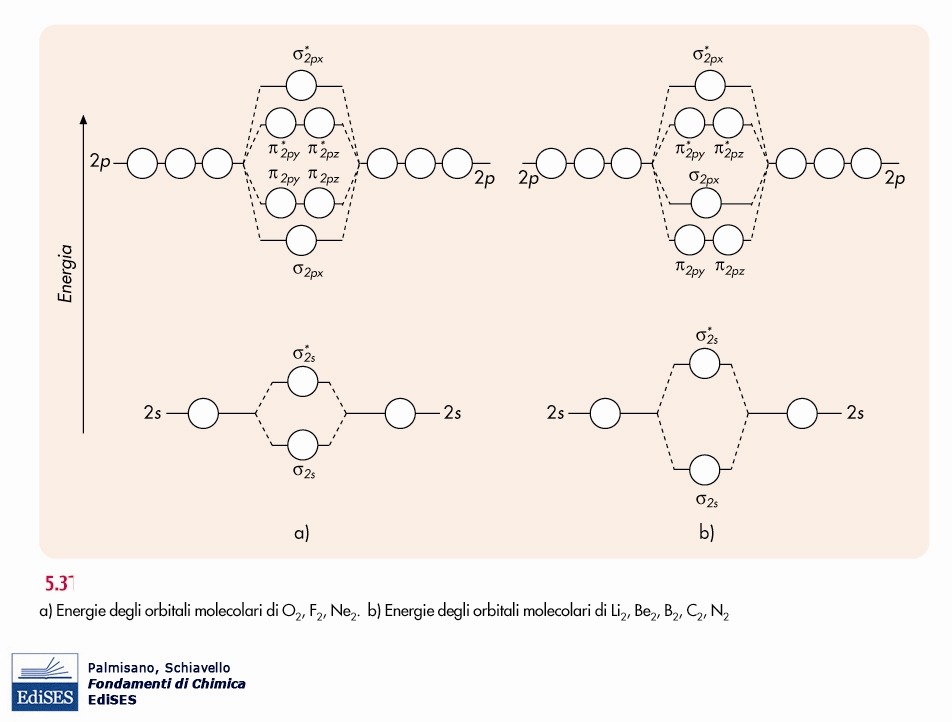 σ*2px σ*2px
π*2py π*2pz π*2py π*2pz
2p 2p 2p 2p
π2py π2pz σ2px
σ2px π2py π2pz
Energia
σ*2s σ*2s
2s 2s 2s 2s
σ2s σ2s
a) b)
5.3
a) Energie degli orbitali molecolari di O2, F2, Ne2. b) Energie degli orbitali molecolari di Li2, Be2, B2, C2, N2
Palmisano, Schiavello
Fondamenti di Chimica
EdiSES EdiSES